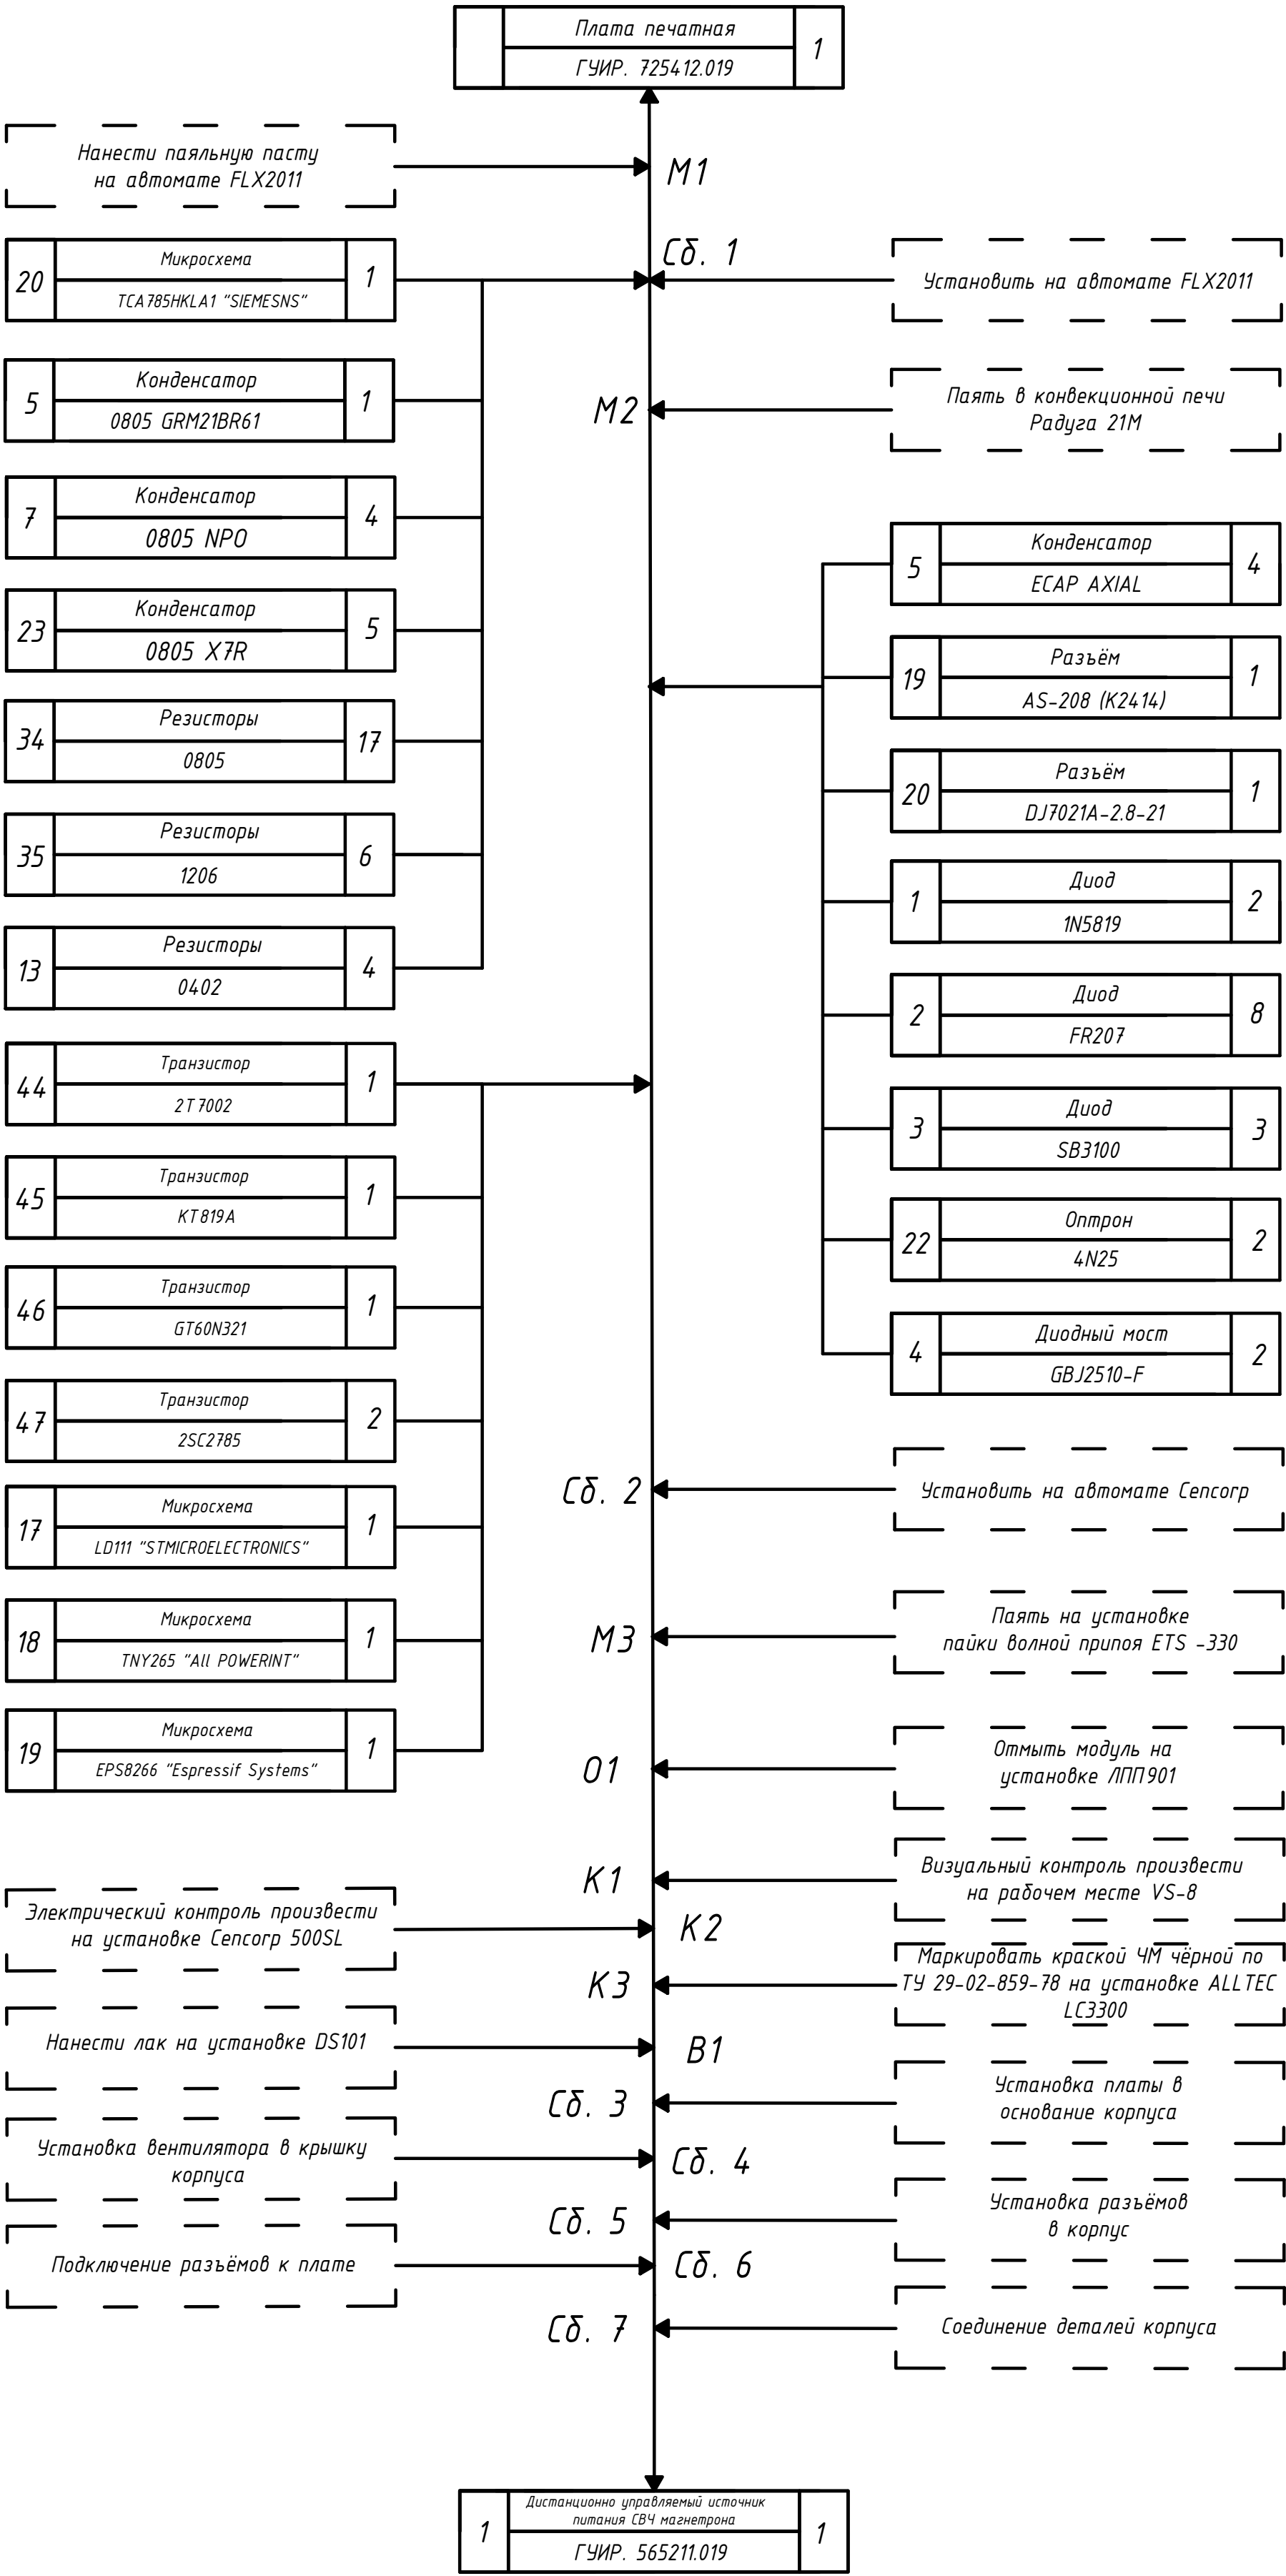 Плата печатная
1
ГУИР. 725412.019
Нанести паяльную пасту
на автомате FLX2011
М1
Сб. 1
20
Микросхема
1
TCA785HKLA1 "SIEMESNS"
Установить на автомате FLX2011
5
Конденсатор
1
0805 GRM21BR61
М2
Паять в конвекционной печи
Радуга 21М
7
Конденсатор
4
0805 NPO
23
Конденсатор
5
0805 X7R
34
Резисторы
17
0805
35
Резисторы
6
1206
13
Резисторы
4
0402
5
Конденсатор
4
ECAP AXIAL
19
Разъём
1
AS-208 (K2414)
20
Разъём
1
DJ7021A-2.8-21
1
Диод
2
1N5819
2
Диод
8
FR207
3
Диод
3
SB3100
22
Оптрон
2
4N25
4
Диодный мост
2
GBJ2510-F
44
Транзистор
1
2Т7002
45
Транзистор
1
КТ819А
46
Транзистор
1
GT60N321
47
Транзистор
2
2SC2785
17
Микросхема
1
LD111 "STMICROELECTRONICS"
18
Микросхема
1
TNY265 "All POWERINT"
19
Микросхема
1
EPS8266 "Espressif Systems"
Сб. 2
Установить на автомате Cencorp
М3
Паять на установке
пайки волной припоя ETS -330
О1
Отмыть модуль на
установке ЛПП901
К1
Визуальный контроль произвести
на рабочем месте VS-8
Электрический контроль произвести
на установке Cencorp 500SL
К2
К3
Маркировать краской ЧМ чёрной по
ТУ 29-02-859-78 на установке ALLTEC
LC3300
Нанести лак на установке DS101
В1
Сб. 3
Установка платы в
основание корпуса
Установка вентилятора в крышку
корпуса
Сб. 4
Сб. 5
Установка разъёмов
в корпус
Подключение разъёмов к плате
Сб. 6
Сб. 7
Соединение деталей корпуса
1
Дистанционно управляемый источник
питания СВЧ магнетрона
1
ГУИР. 565211.019